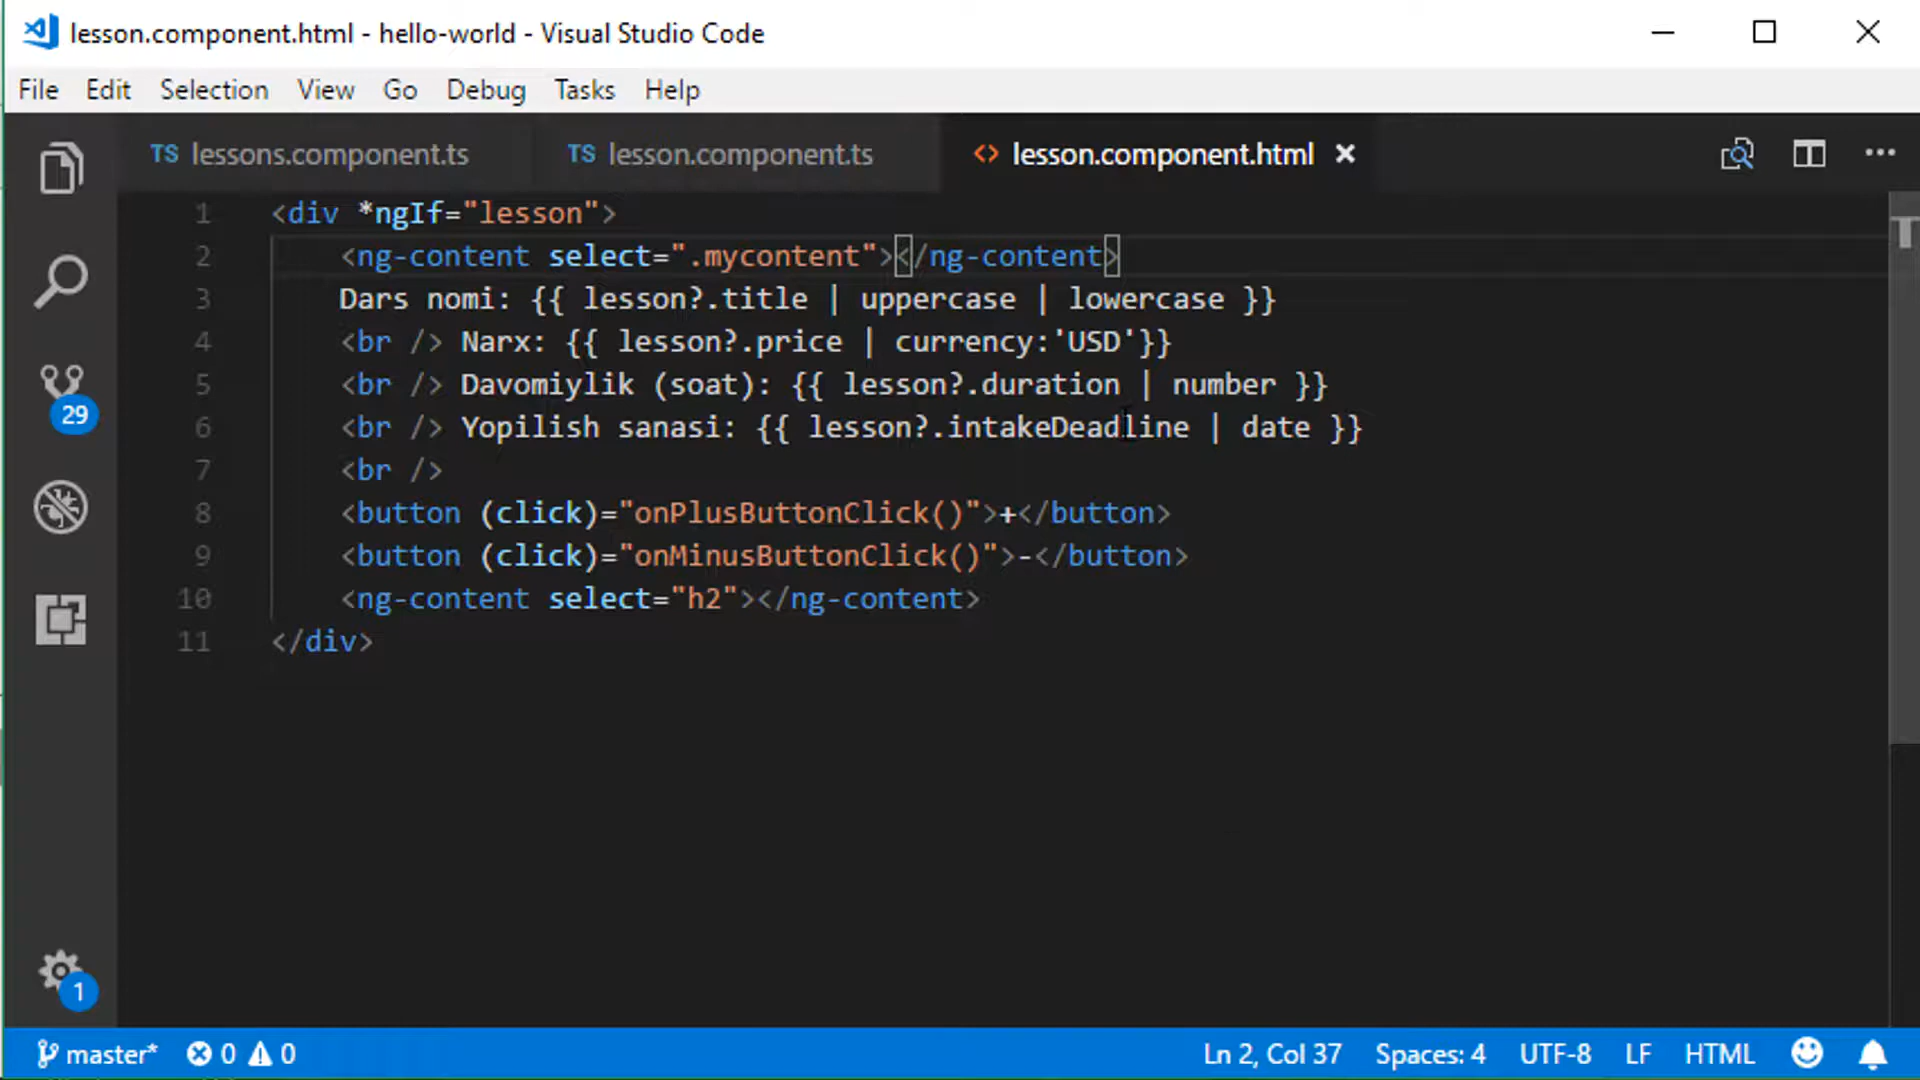 lesson.component.html - hello-world - Visual Studio Code
File Edit Selection View Go Debug Tasks Help
TS lessons.component.ts TS lesson.component.ts <> lesson.component.html
1 <div *ngIf="lesson">
2 <ng-content select=".mycontent"></ng-content>
3 Dars nomi: {{ lesson?.title | uppercase | lowercase }}
4 <br /> Narx: {{ lesson?.price | currency:'USD'}}
5 <br /> Davomiylik (soat): {{ lesson?.duration | number }}
6 <br /> Yopilish sanasi: {{ lesson?.intakeDeadline | date }}
7 <br />
8 <button (click)="onPlusButtonClick()">+</button>
9 <button (click)="onMinusButtonClick()">-</button>
10 <ng-content select="h2"></ng-content>
11 </div>
29
1
master* 0 0 Ln 2, Col 37 Spaces: 4 UTF-8 LF HTML